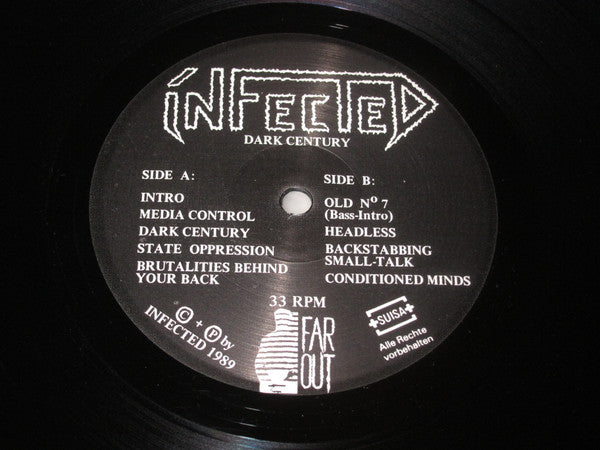 INFECTED
DARK CENTURY
SIDE A:
INTRO
MEDIA CONTROL
DARK CENTURY
STATE OPPRESSION
BRUTALITIES BEHIND
YOUR BACK
SIDE B:
OLD Nº 7
(Bass-Intro)
HEADLESS
BACKSTABBING
SMALL-TALK
CONDITIONED MINDS
33 RPM
© + ℗ by
INFECTED 1989
FAR
OUT
SUISA
Alle Rechte
vorbehalten